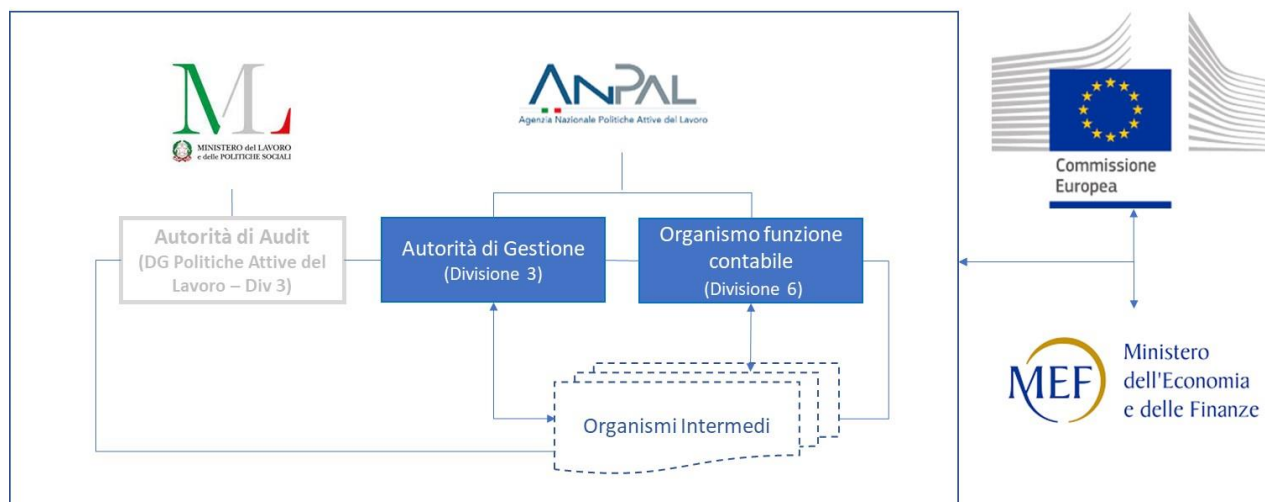 ML
MINISTERO del LAVORO
e delle POLITICHE SOCIALI
ANPAL
Agenzia Nazionale Politiche Attive del Lavoro
Commissione
Europea
Autorità di Audit
(DG Politiche Attive del
Lavoro – Div 3)
Autorità di Gestione
(Divisione 3)
Organismo funzione
contabile
(Divisione 6)
Organismi Intermedi
MEF
Ministero
dell'Economia
e delle Finanze